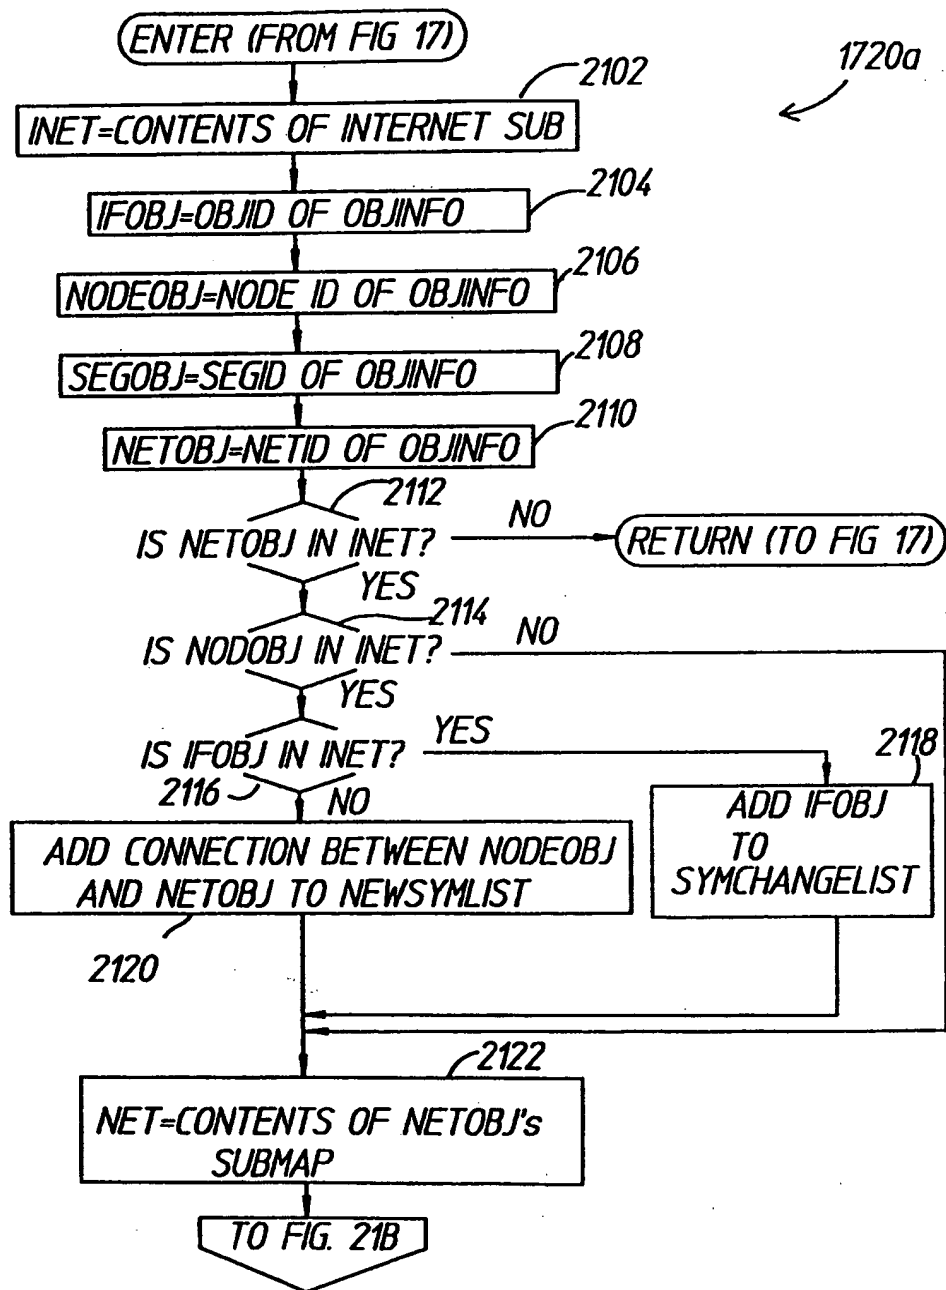 ENTER (FROM FIG 17)
1720a
2102
INET=CONTENTS OF INTERNET SUB
2104
IFOBJ=OBJID OF OBJINFO
2106
NODEOBJ=NODE ID OF OBJINFO
2108
SEGOBJ=SEGID OF OBJINFO
2110
NETOBJ=NETID OF OBJINFO
2112
IS NETOBJ IN INET?
NO
RETURN (TO FIG 17)
YES
2114
IS NODOBJ IN INET?
NO
YES
IS IFOBJ IN INET?
YES
2116
NO
2118
ADD IFOBJ
TO
SYMCHANGELIST
ADD CONNECTION BETWEEN NODEOBJ
AND NETOBJ TO NEWSYMLIST
2120
2122
NET=CONTENTS OF NETOBJ's
SUBMAP
TO FIG. 21B